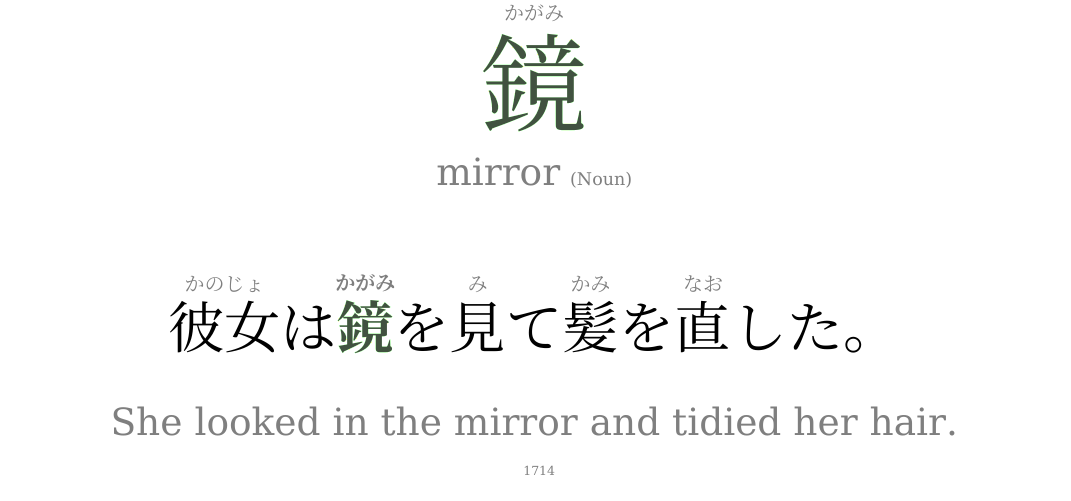 かがみ
鏡
mirror (Noun)
かのじょ かがみ み かみ なお
彼女は鏡を見て髪を直した。
She looked in the mirror and tidied her hair.
1714